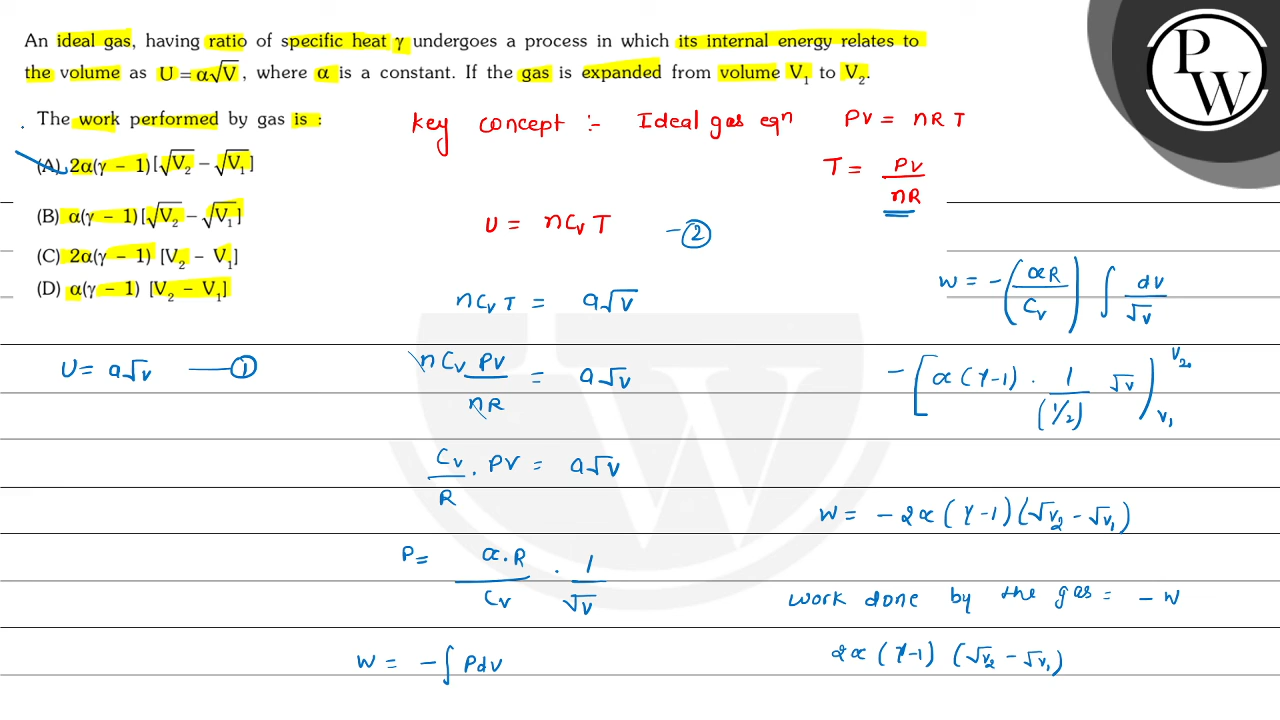 An ideal gas, having ratio of specific heat γ undergoes a process in which its internal energy relates to
the volume as U = α√V, where α is a constant. If the gas is expanded from volume V₁ to V₂.
The work performed by gas is :
(A) 2α(γ − 1)[√V₂ − √V₁]
(B) α(γ − 1)[√V₂ − √V₁]
(C) 2α(γ − 1) [V₂ − V₁]
(D) α(γ − 1) [V₂ − V₁]
U = a√v —— ①
Key concept :- Ideal gas eqn PV = nRT
T = PV/nR
U = nCᵥT -②
nCᵥT = a√v
nCᵥ PV/nR = a√v
Cᵥ/R . PV = a√v
P = α.R/Cᵥ . 1/√v
W = -∫ Pdv
W = -(αR/Cᵥ) ∫ dv/√v
-[α(γ-1) . 1/(1/2) √v]ᵥ₁^V₂
W = -2α(γ-1)(√v₂ - √v₁)
Work done by the gas = -W
2α(γ-1)(√v₂ - √v₁)
PW
W